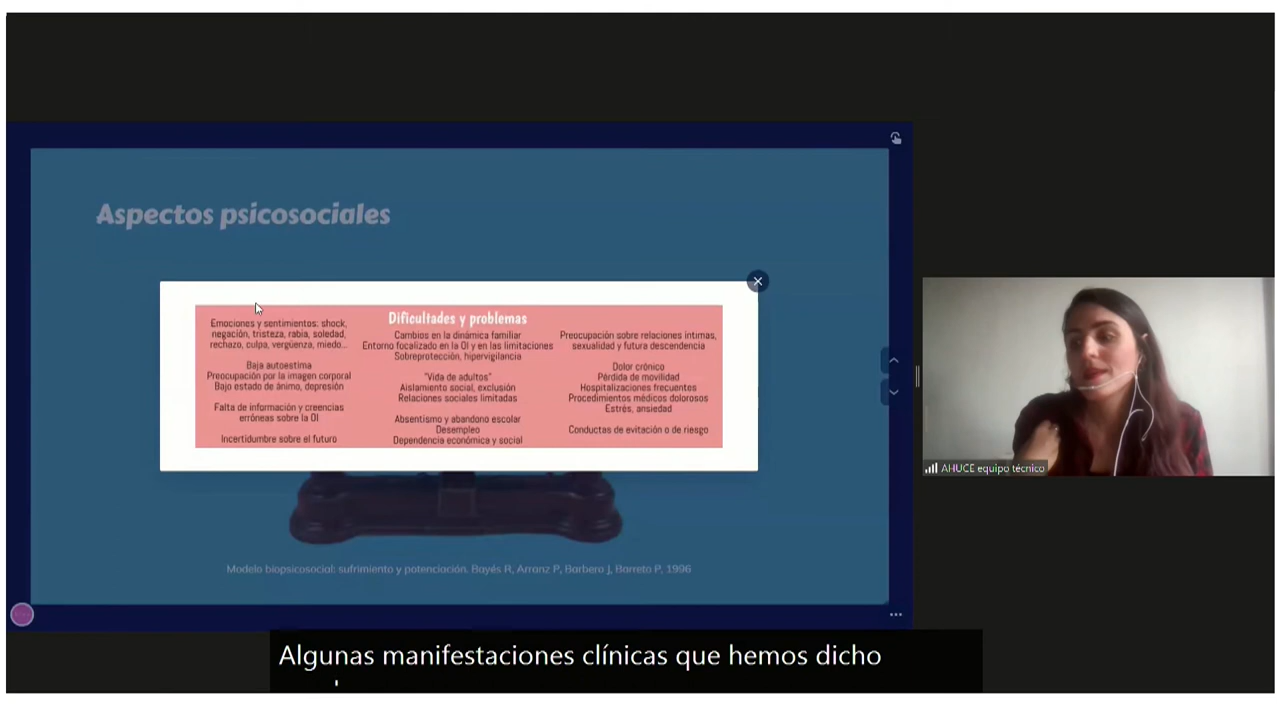 Aspectos psicosociales
Dificultades y problemas
Emociones y sentimientos: shock,
negación, tristeza, rabia, soledad,
rechazo, culpa, vergüenza, miedo...
Baja autoestima
Preocupación por la imagen corporal
Bajo estado de ánimo, depresión
Falta de información y creencias
erróneas sobre la OI
Incertidumbre sobre el futuro
Cambios en la dinámica familiar
Entorno focalizado en la OI y en las limitaciones
Sobreprotección, hipervigilancia
"Vida de adultos"
Aislamiento social, exclusión
Relaciones sociales limitadas
Absentismo y abandono escolar
Desempleo
Dependencia económica y social
Preocupación sobre relaciones íntimas,
sexualidad y futura descendencia
Dolor crónico
Pérdida de movilidad
Hospitalizaciones frecuentes
Procedimientos médicos dolorosos
Estrés, ansiedad
Conductas de evitación o de riesgo
Modelo biopsicosocial: sufrimiento y potenciación. Bayés R, Arranz P, Barbero J, Barreto P, 1996
AHUCE equipo técnico
Algunas manifestaciones clínicas que hemos dicho